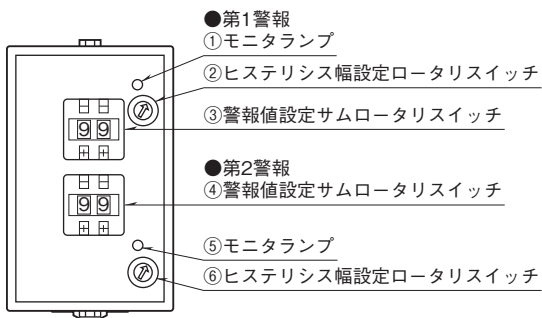 ●第1警報
①モニタランプ
②ヒステリシス幅設定ロータリスイッチ
③警報値設定サムロータリスイッチ
99
●第2警報
④警報値設定サムロータリスイッチ
99
⑤モニタランプ
⑥ヒステリシス幅設定ロータリスイッチ